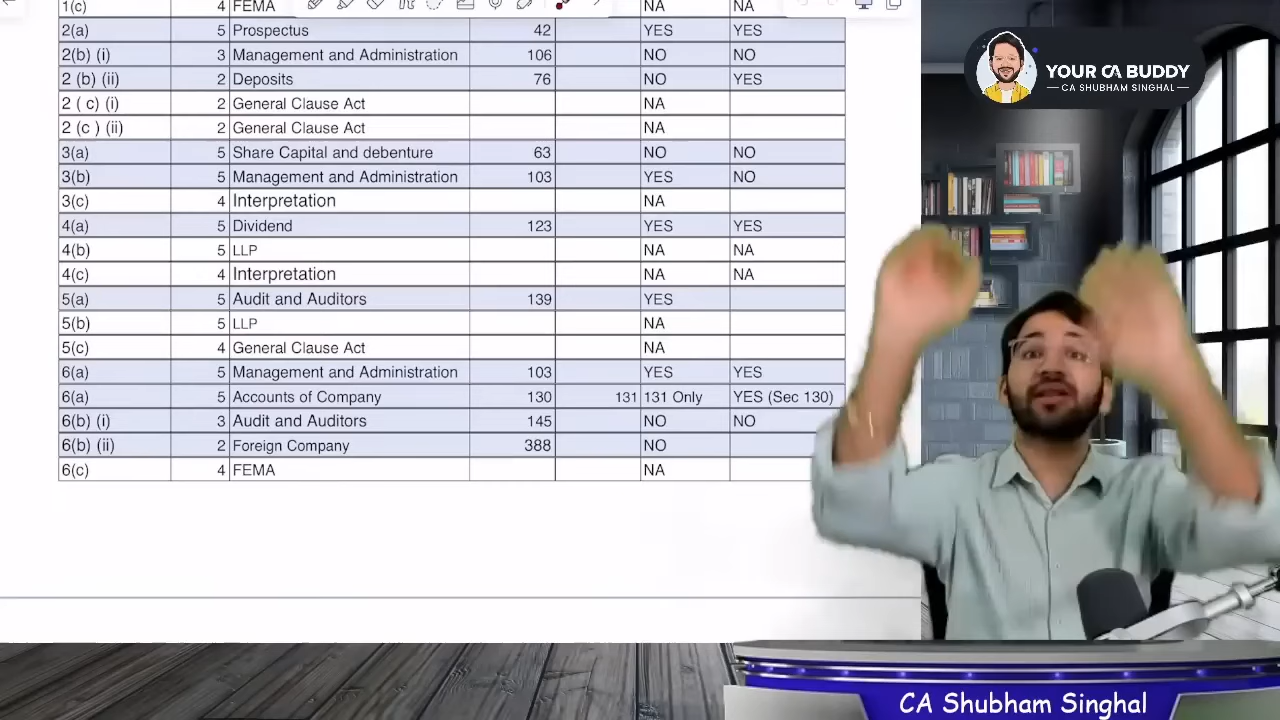 1(c) 4 FEMA NA NA
2(a) 5 Prospectus 42 YES YES
2(b) (i) 3 Management and Administration 106 NO NO
2 (b) (ii) 2 Deposits 76 NO YES
2 ( c) (i) 2 General Clause Act NA
2 (c ) (ii) 2 General Clause Act NA
3(a) 5 Share Capital and debenture 63 NO NO
3(b) 5 Management and Administration 103 YES NO
3(c) 4 Interpretation NA
4(a) 5 Dividend 123 YES YES
4(b) 5 LLP NA NA
4(c) 4 Interpretation NA NA
5(a) 5 Audit and Auditors 139 YES
5(b) 5 LLP NA
5(c) 4 General Clause Act NA
6(a) 5 Management and Administration 103 YES YES
6(a) 5 Accounts of Company 130 131 131 Only YES (Sec 130)
6(b) (i) 3 Audit and Auditors 145 NO NO
6(b) (ii) 2 Foreign Company 388 NO
6(c) 4 FEMA NA
YOUR CA BUDDY
CA SHUBHAM SINGHAL
CA Shubham Singhal